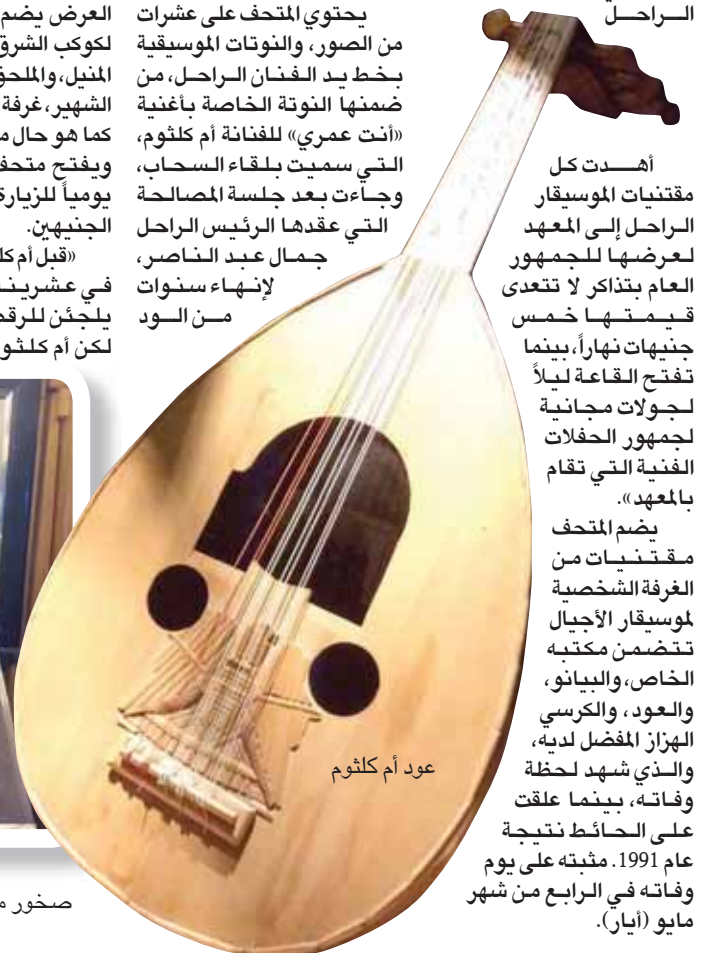 الراحل
أهدت كل
مقتنيات الموسيقار
الراحل إلى المعهد
لعرضها للجمهور
العام بتذاكر لا تتعدى
قيمتها خمس
جنيهات نهاراً، بينما
تفتح القاعة ليلاً
لجولات مجانية
لجمهور الحفلات
الفنية التي تقام
بالمعهد».
يضم المتحف
مقتنيات من
الغرفة الشخصية
لموسيقار الأجيال
تتضمن مكتبه
الخاص، والبيانو،
والعود، والكرسي
الهزاز المفضل لديه،
والذي شهد لحظة
وفاته، بينما علقت
على الحائط نتيجة
عام 1991. مثبته على يوم
وفاته في الرابع من شهر
مايو (أيار).
يحتوي المتحف على عشرات
من الصور، والنوتات الموسيقية
بخط يد الفنان الراحل، من
ضمنها النوتة الخاصة بأغنية
«أنت عمري» للفنانة أم كلثوم،
التي سميت بلقاء السحاب،
وجاءت بعد جلسة المصالحة
التي عقدها الرئيس الراحل
جمال عبد الناصر،
لإنهاء سنوات
من الود
العرض يضم
لكوكب الشرق
المنيل، والملحق
الشهير، غرفة
كما هو حال
ويفتح متحف
يومياً للزيارة
الجنيهين.
«قبل أم
في
يلجئن
لكن أم
عود أم كلثوم
صخور